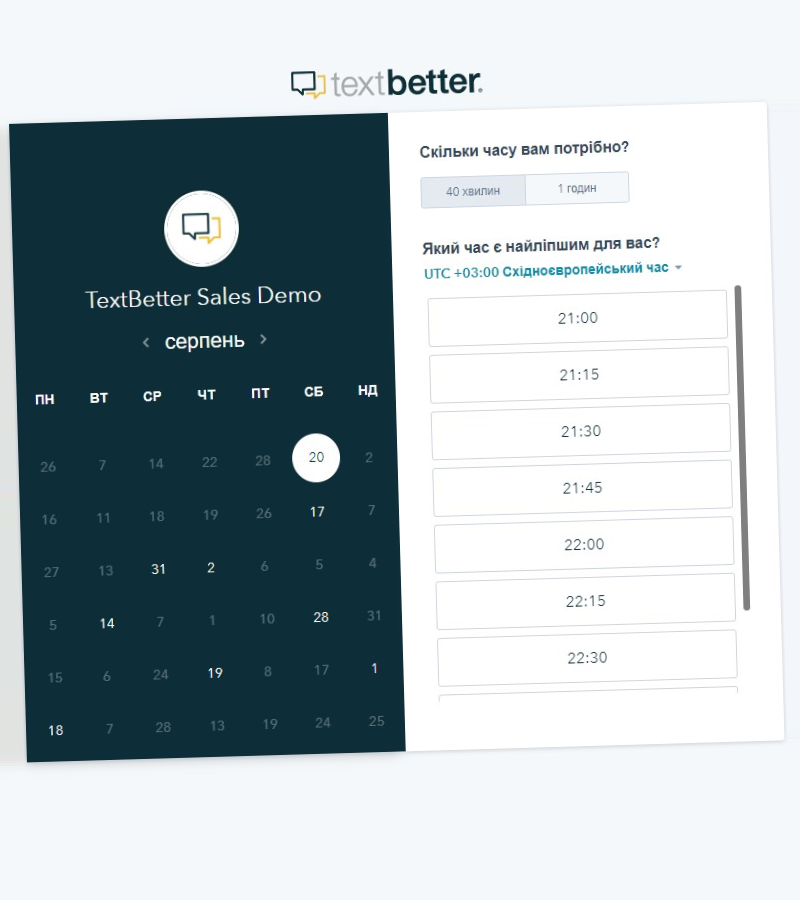 textbetter.
TextBetter Sales Demo
серпень
ПН ВТ СР ЧТ ПТ СБ НД
26 7 14 22 28 20 2
16 11 18 19 26 17 7
27 13 31 2 6 5 4
5 14 7 1 10 28 31
15 6 24 19 8 17 1
18 7 28 13 19 24 25
Скільки часу вам потрібно?
40 хвилин 1 годин
Який час є найліпшим для вас?
UTC +03:00 Східноєвропейський час
21:00
21:15
21:30
21:45
22:00
22:15
22:30